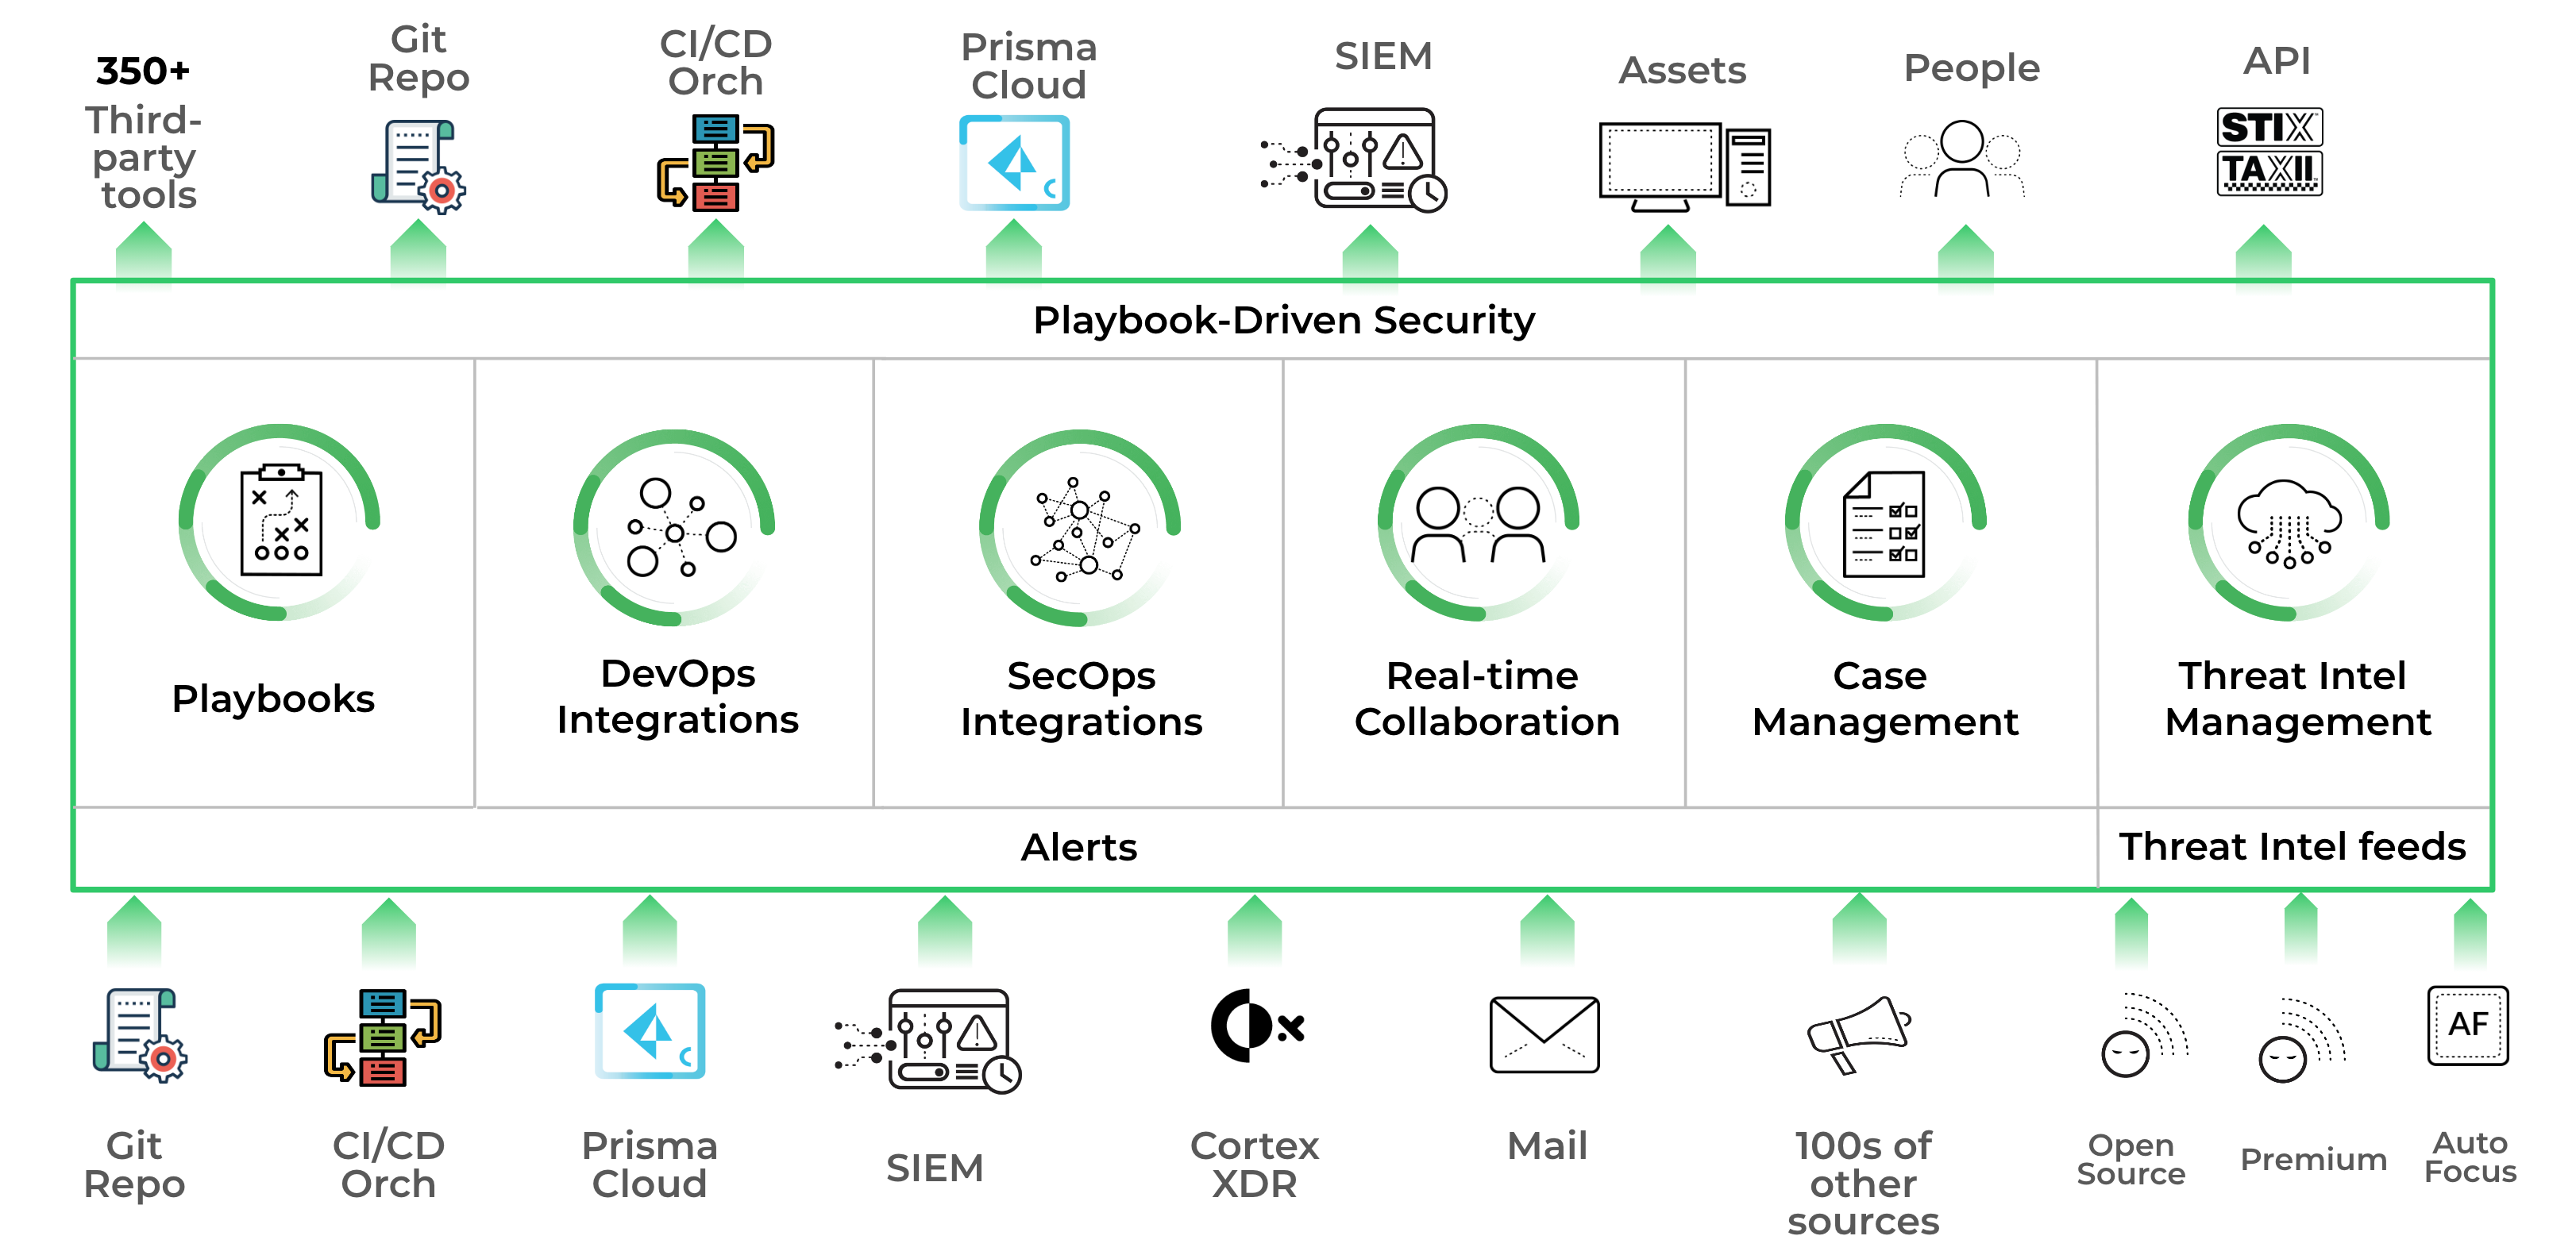 350+
Third-
party
tools
Git
Repo
CI/CD
Orch
Prisma
Cloud
SIEM
Assets
People
API
STIX
TAXII
Playbook-Driven Security
Playbooks
DevOps
Integrations
SecOps
Integrations
Real-time
Collaboration
Case
Management
Threat Intel
Management
Alerts
Threat Intel feeds
Git
Repo
CI/CD
Orch
Prisma
Cloud
SIEM
Cortex
XDR
Mail
100s of
other
sources
Open
Source
Premium
AF
Auto
Focus